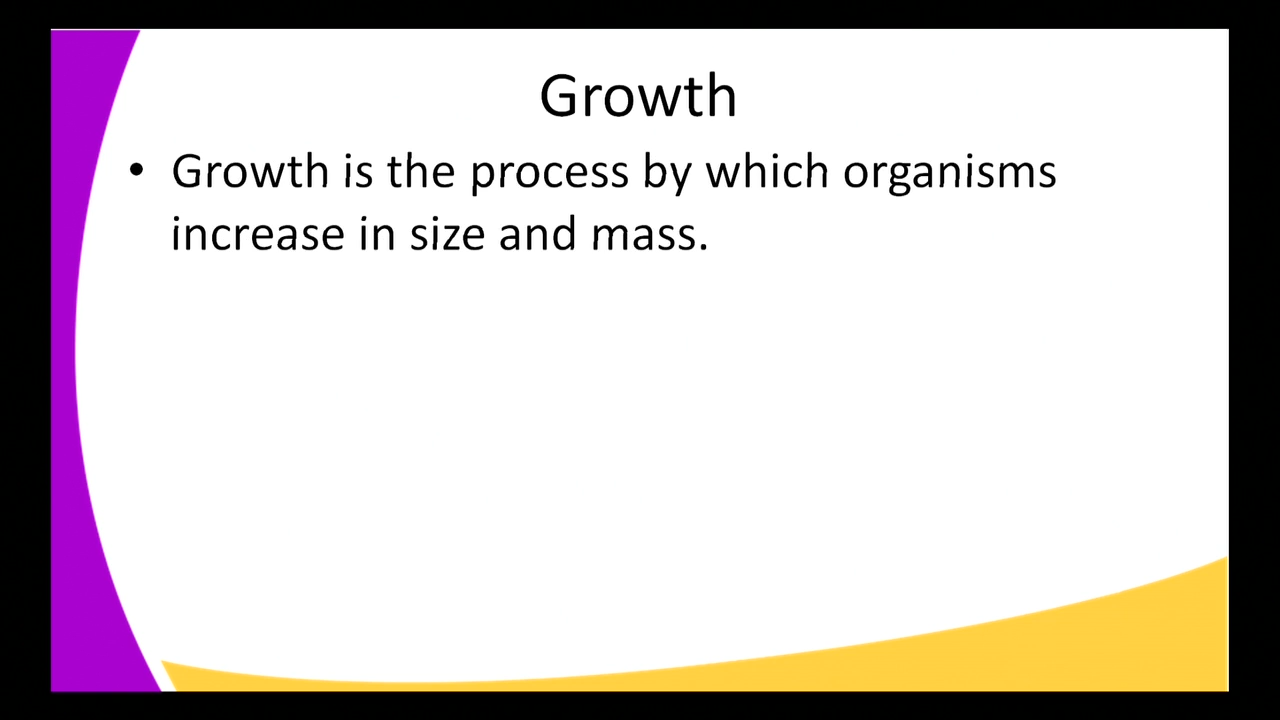 Growth
• Growth is the process by which organisms
increase in size and mass.